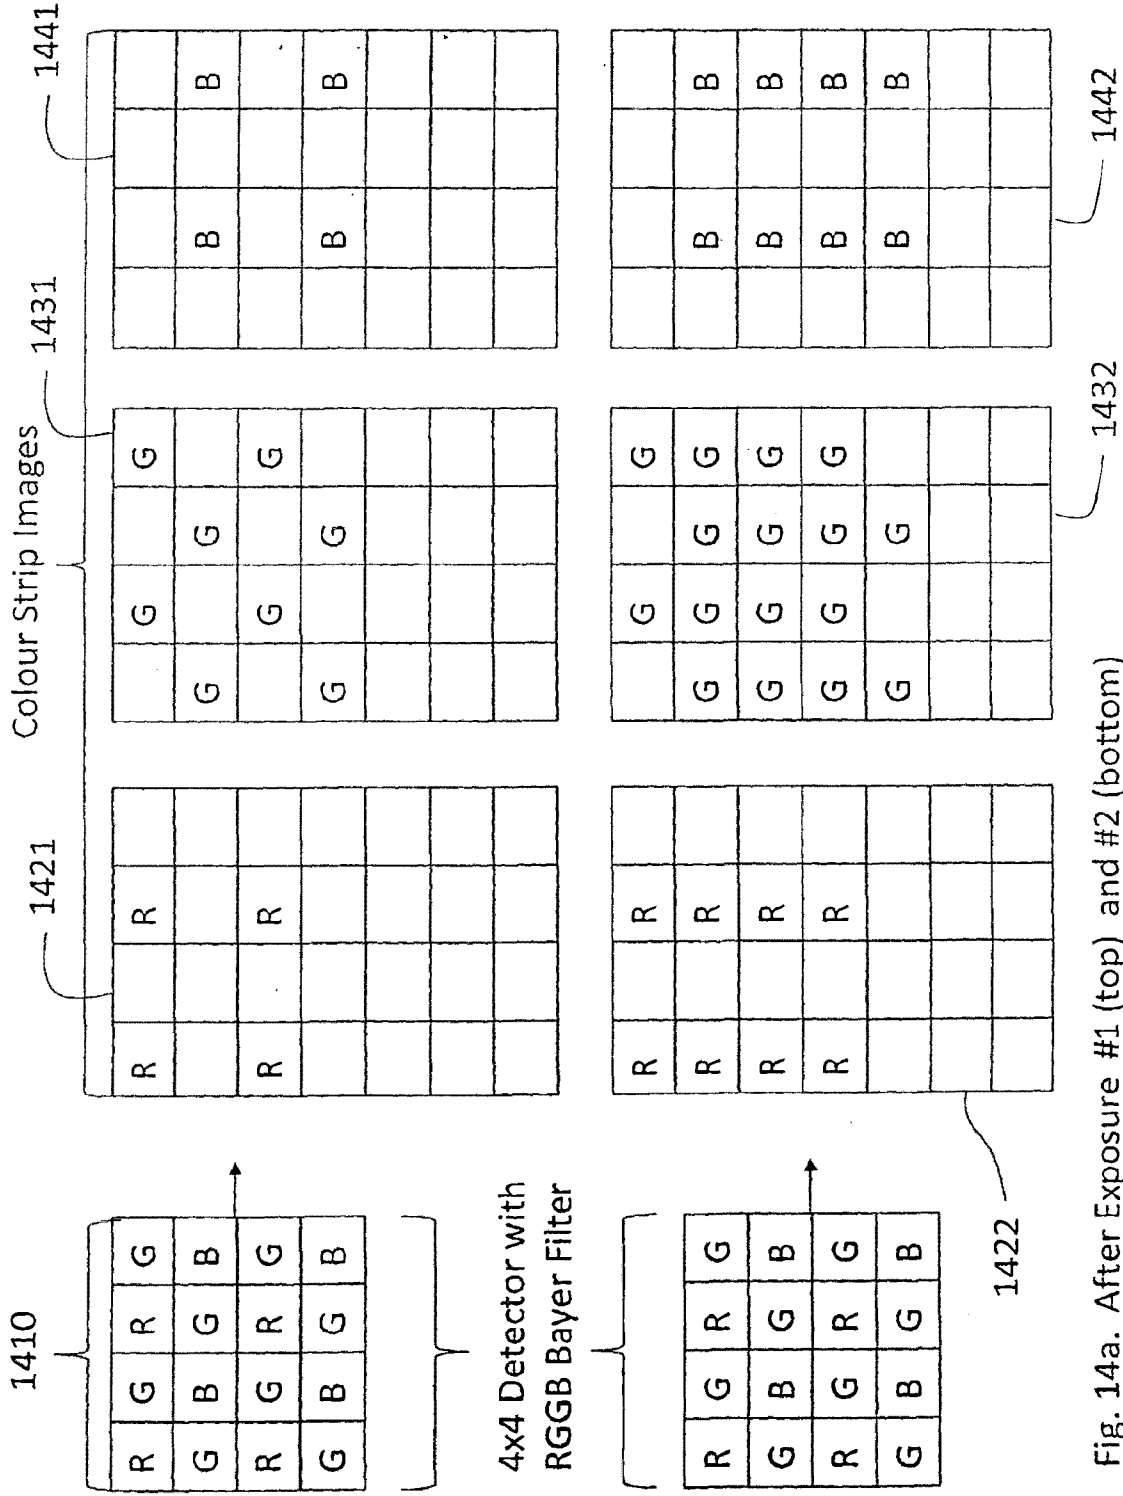 Colour Strip Images
1410
1421
1431
1441
R G R G
G B G B
R G R G
G B G B
R R
R R
G G
G G
G G
G G
B B
B B
4x4 Detector with
RGGB Bayer Filter
R G R G
G B G B
R G R G
G B G B
R R
R R
R R
R R
G G
G G G G
G G G G
G G G G
G G
B B
B B
B B
B B
1422
1432
1442
Fig. 14a. After Exposure #1 (top) and #2 (bottom)